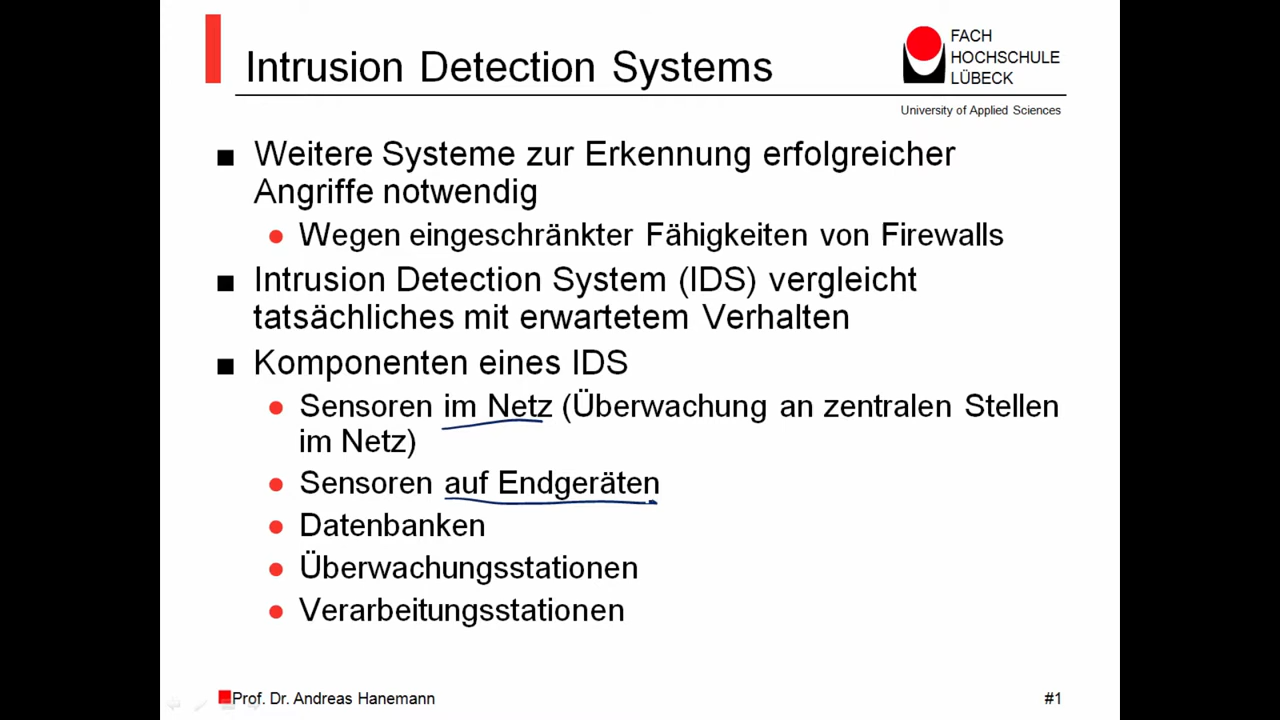 Intrusion Detection Systems
FACH
HOCHSCHULE
LÜBECK
University of Applied Sciences
Weitere Systeme zur Erkennung erfolgreicher
Angriffe notwendig
Wegen eingeschränkter Fähigkeiten von Firewalls
Intrusion Detection System (IDS) vergleicht
tatsächliches mit erwartetem Verhalten
Komponenten eines IDS
Sensoren im Netz (Überwachung an zentralen Stellen
im Netz)
Sensoren auf Endgeräten
Datenbanken
Überwachungsstationen
Verarbeitungsstationen
Prof. Dr. Andreas Hanemann
#1